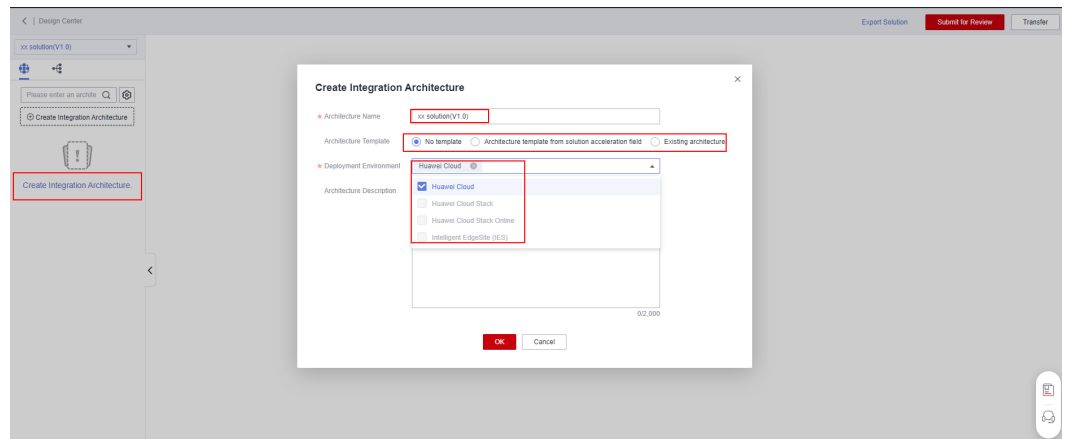 Design Center
Export Solution
Submit for Review
Transfer
xx solution(V1.0)
Please enter an archite
Create Integration Architecture
Create Integration Architecture.
Create Integration Architecture
* Architecture Name
xx solution(V1.0)
Architecture Template
No template
Architecture template from solution acceleration field
Existing architecture
* Deployment Environment
Huawei Cloud
Huawei Cloud
Huawei Cloud Stack
Huawei Cloud Stack Online
Intelligent EdgeSite (IES)
Architecture Description
0/2,000
OK
Cancel